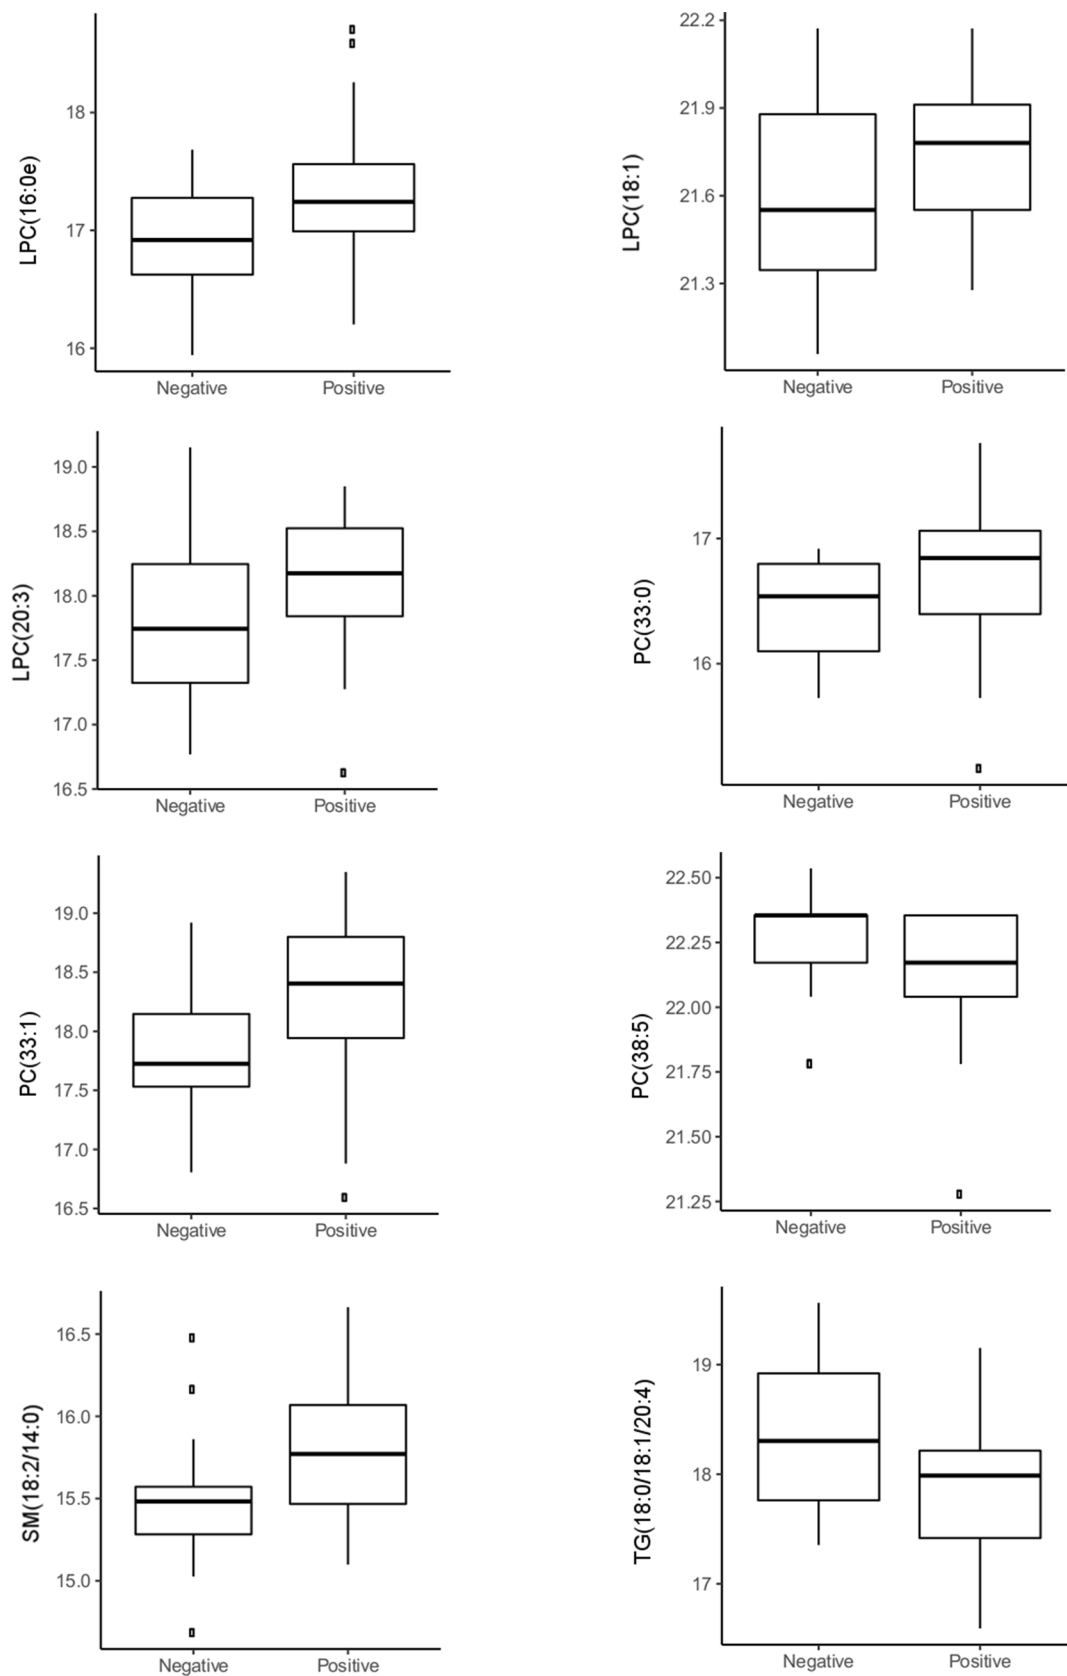 LPC(16:0e)
18
17
16
Negative Positive
LPC(18:1)
22.2
21.9
21.6
21.3
Negative Positive
LPC(20:3)
19.0
18.5
18.0
17.5
17.0
16.5
Negative Positive
PC(33:0)
17
16
Negative Positive
PC(33:1)
19.0
18.5
18.0
17.5
17.0
16.5
Negative Positive
PC(38:5)
22.50
22.25
22.00
21.75
21.50
21.25
Negative Positive
SM(18:2/14:0)
16.5
16.0
15.5
15.0
Negative Positive
TG(18:0/18:1/20:4)
19
18
17
Negative Positive